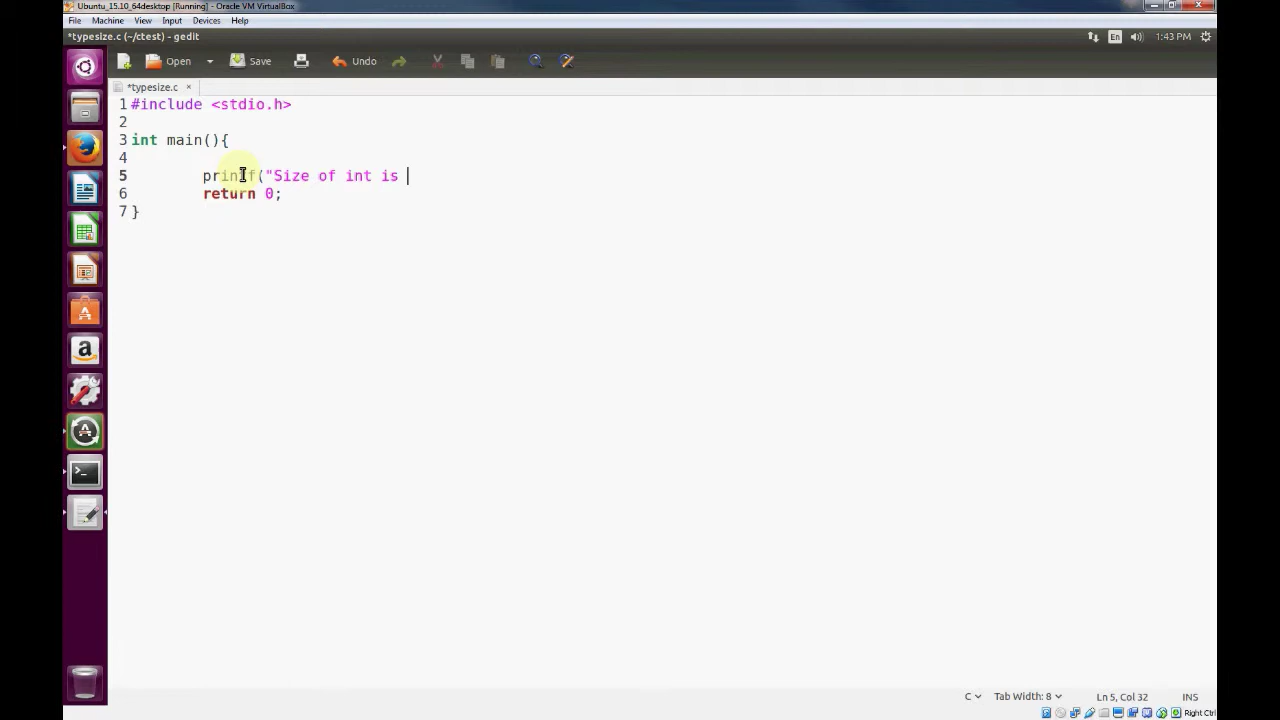 Ubuntu_15.10_64desktop [Running] - Oracle VM VirtualBox
File Machine View Input Devices Help
*typesize.c (~/ctest) - gedit
En 1:43 PM
Open Save Undo
*typesize.c ×
1 #include <stdio.h>
2
3 int main(){
4
5 printf("Size of int is
6 return 0;
7 }
C Tab Width: 8 Ln 5, Col 32 INS
Right Ctrl